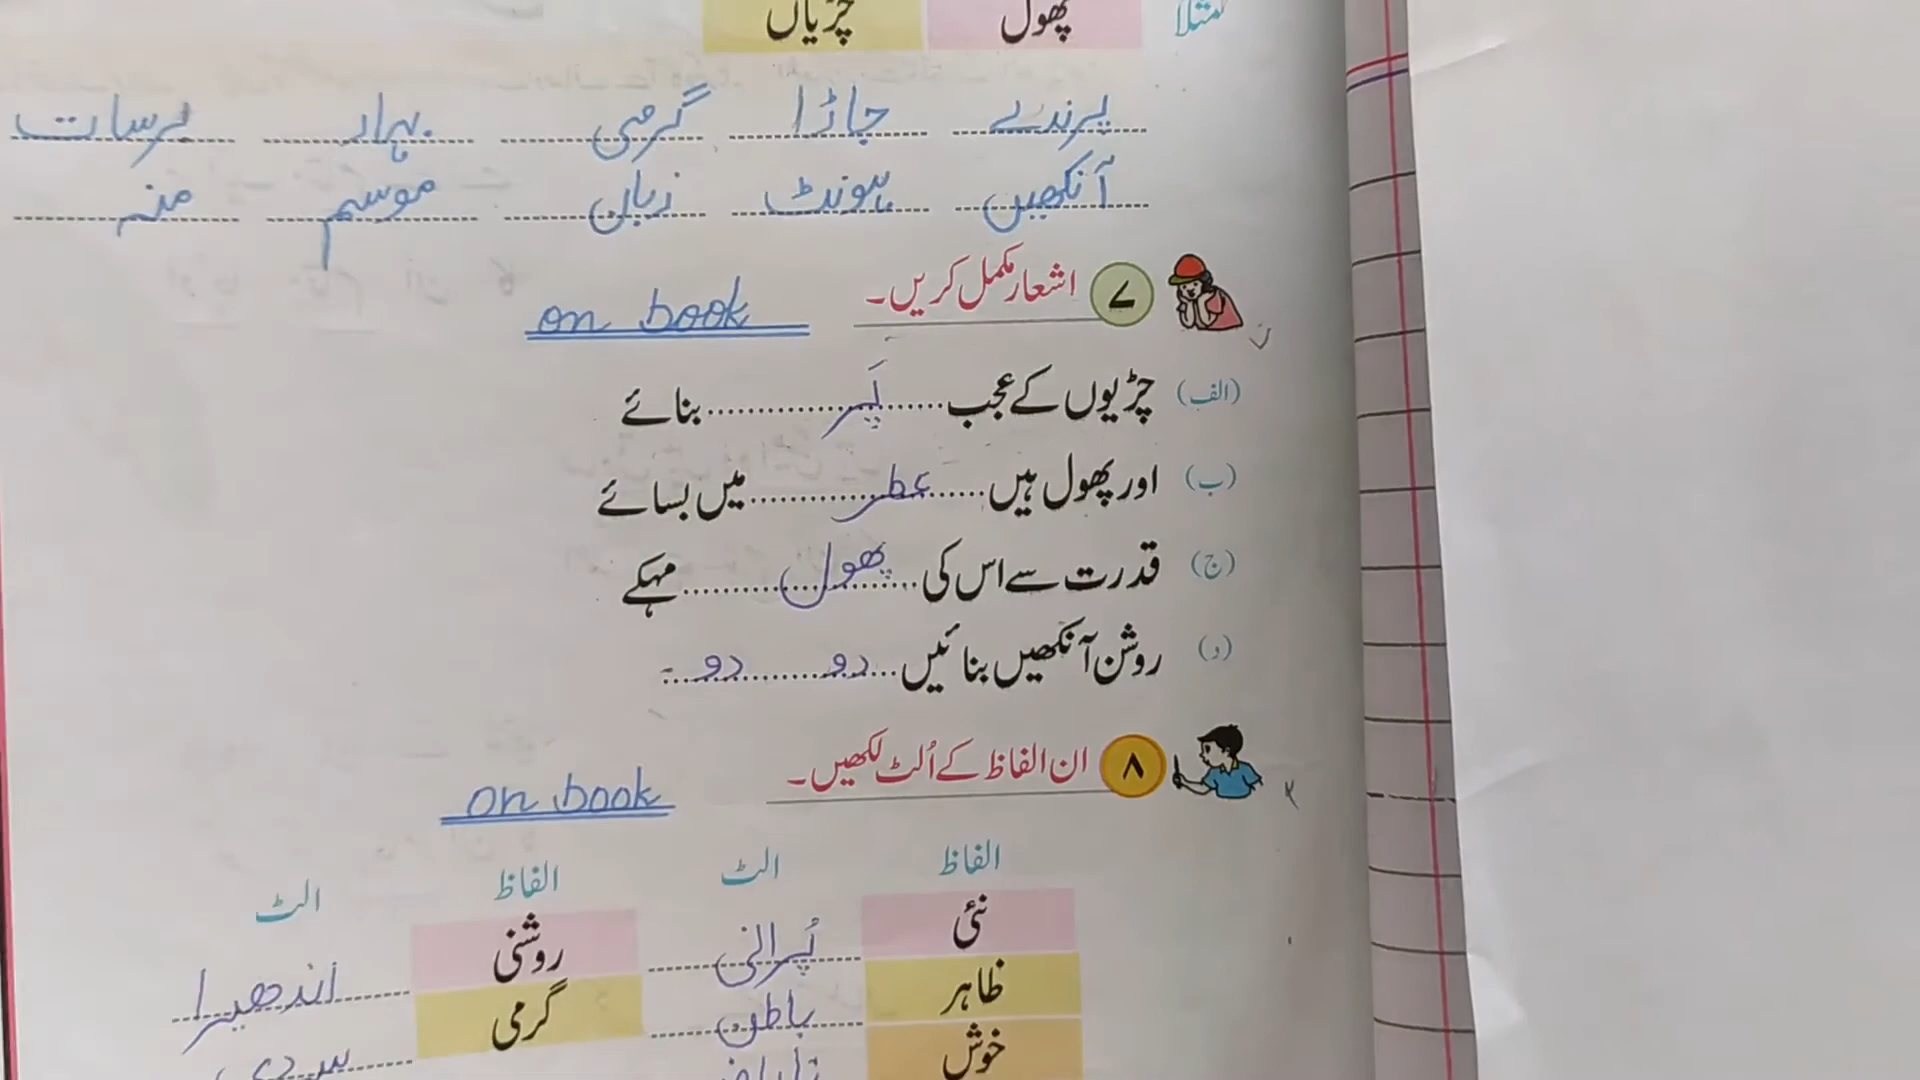 مثلاً پھول چڑیاں
پرندے جاڑا گرمی بہار برسات
آنکھیں ہونٹ زبان موسم منہ
۷ اشعار مکمل کریں۔ on book
(الف) چڑیوں کے عجب پَر بنائے
(ب) اور پھول ہیں عطر میں بسائے
(ج) قدرت سے اس کی پھول مہکے
(د) روشن آنکھیں بنائیں دو دو
۸ ان الفاظ کے اُلٹ لکھیں۔ on book
الفاظ الٹ الفاظ الٹ
نئی پُرانی روشنی اندھیرا
ظاہر باطن گرمی سردی
خوش